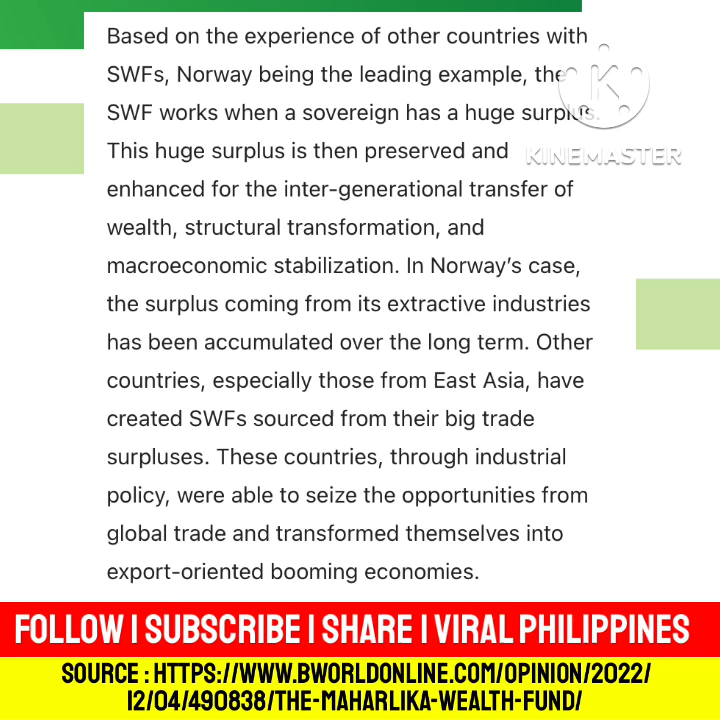 Based on the experience of other countries with
SWFs, Norway being the leading example, the
SWF works when a sovereign has a huge surplus.
This huge surplus is then preserved and
KINEMASTER
enhanced for the inter-generational transfer of
wealth, structural transformation, and
macroeconomic stabilization. In Norway’s case,
the surplus coming from its extractive industries
has been accumulated over the long term. Other
countries, especially those from East Asia, have
created SWFs sourced from their big trade
surpluses. These countries, through industrial
policy, were able to seize the opportunities from
global trade and transformed themselves into
export-oriented booming economies.
FOLLOW | SUBSCRIBE | SHARE | VIRAL PHILIPPINES
SOURCE : HTTPS://WWW.BWORLDONLINE.COM/OPINION/2022/
12/04/490838/THE-MAHARLIKA-WEALTH-FUND/